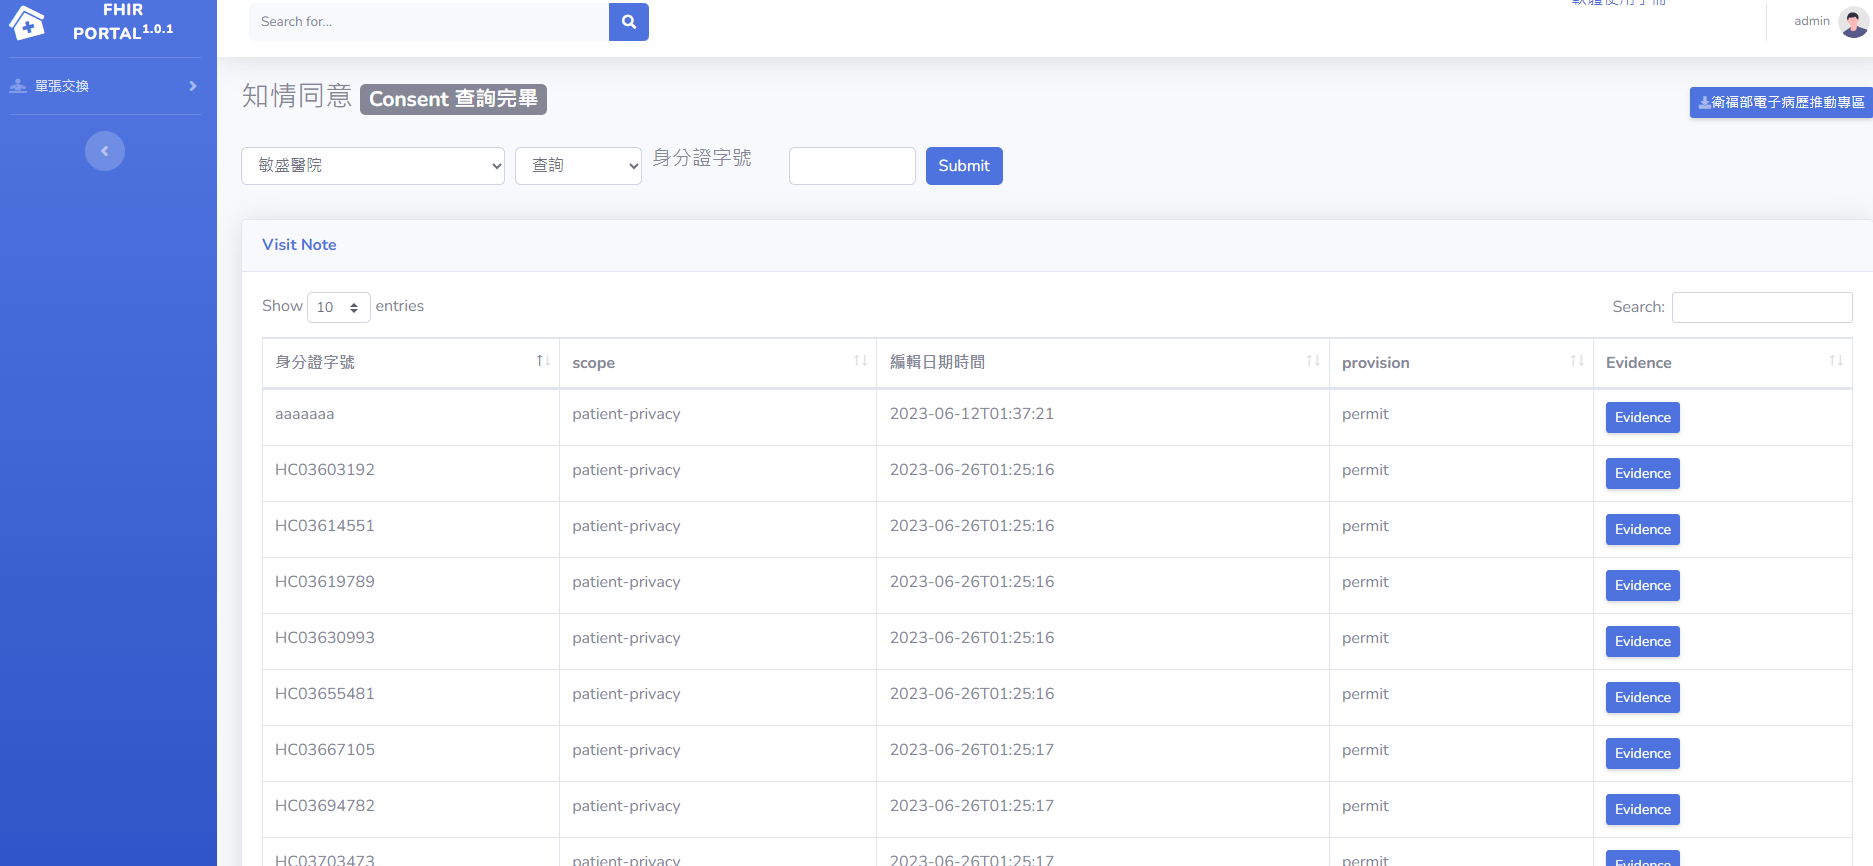 FHIR
PORTAL1.0.1
單張交換
Search for...
軟體使用手冊
admin
知情同意 Consent 查詢完畢
衛福部電子病歷推動專區
敏盛醫院 查詢 身分證字號 Submit
Visit Note
Show 10 entries
Search:
身分證字號 scope 編輯日期時間 provision Evidence
aaaaaaa patient-privacy 2023-06-12T01:37:21 permit Evidence
HC03603192 patient-privacy 2023-06-26T01:25:16 permit Evidence
HC03614551 patient-privacy 2023-06-26T01:25:16 permit Evidence
HC03619789 patient-privacy 2023-06-26T01:25:16 permit Evidence
HC03630993 patient-privacy 2023-06-26T01:25:16 permit Evidence
HC03655481 patient-privacy 2023-06-26T01:25:16 permit Evidence
HC03667105 patient-privacy 2023-06-26T01:25:17 permit Evidence
HC03694782 patient-privacy 2023-06-26T01:25:17 permit Evidence
HC03703473 patient-privacy 2023-06-26T01:25:17 permit Evidence